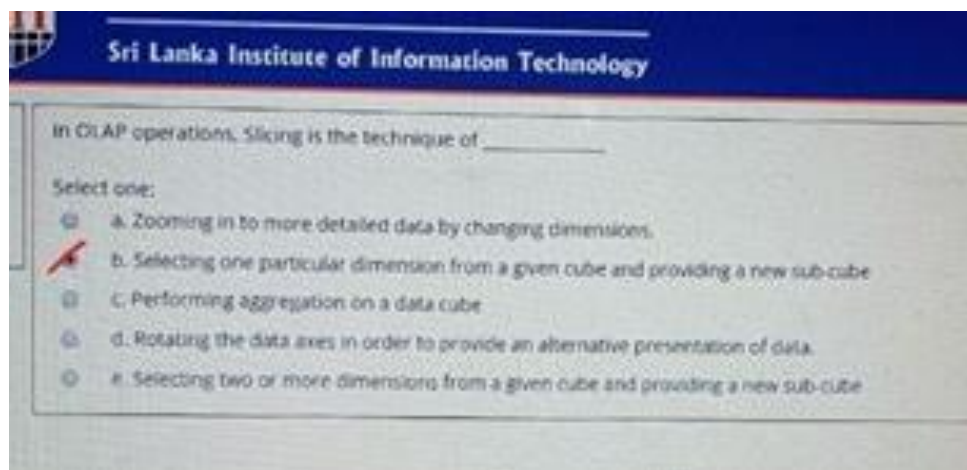 Sri Lanka Institute of Information Technology
In OLAP operations, Slicing is the technique of ____________
Select one:
a. Zooming in to more detailed data by changing dimensions.
b. Selecting one particular dimension from a given cube and providing a new sub-cube
c. Performing aggregation on a data cube
d. Rotating the data axes in order to provide an alternative presentation of data.
e. Selecting two or more dimensions from a given cube and providing a new sub-cube